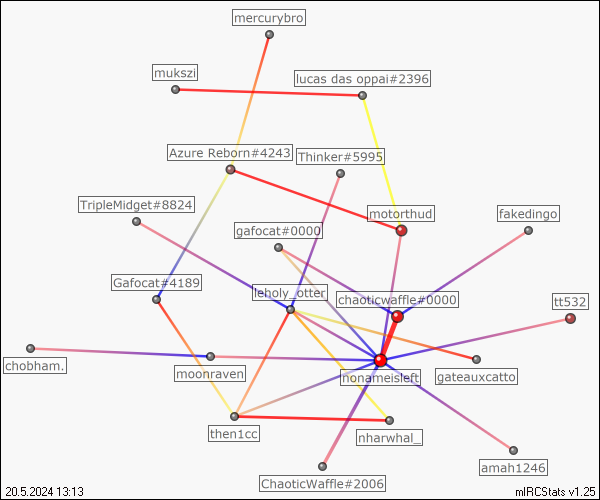 mercurybro
mukszi
lucas das oppai#2396
Azure Reborn#4243
Thinker#5995
TripleMidget#8824
motorthud
fakedingo
gafocat#0000
Gafocat#4189
leholy_otter
chaoticwaffle#0000
tt532
chobham.
moonraven
nonameisleft
gateauxcatto
then1cc
nharwhal_
ChaoticWaffle#2006
amah1246
20.5.2024 13:13
mIRCStats v1.25